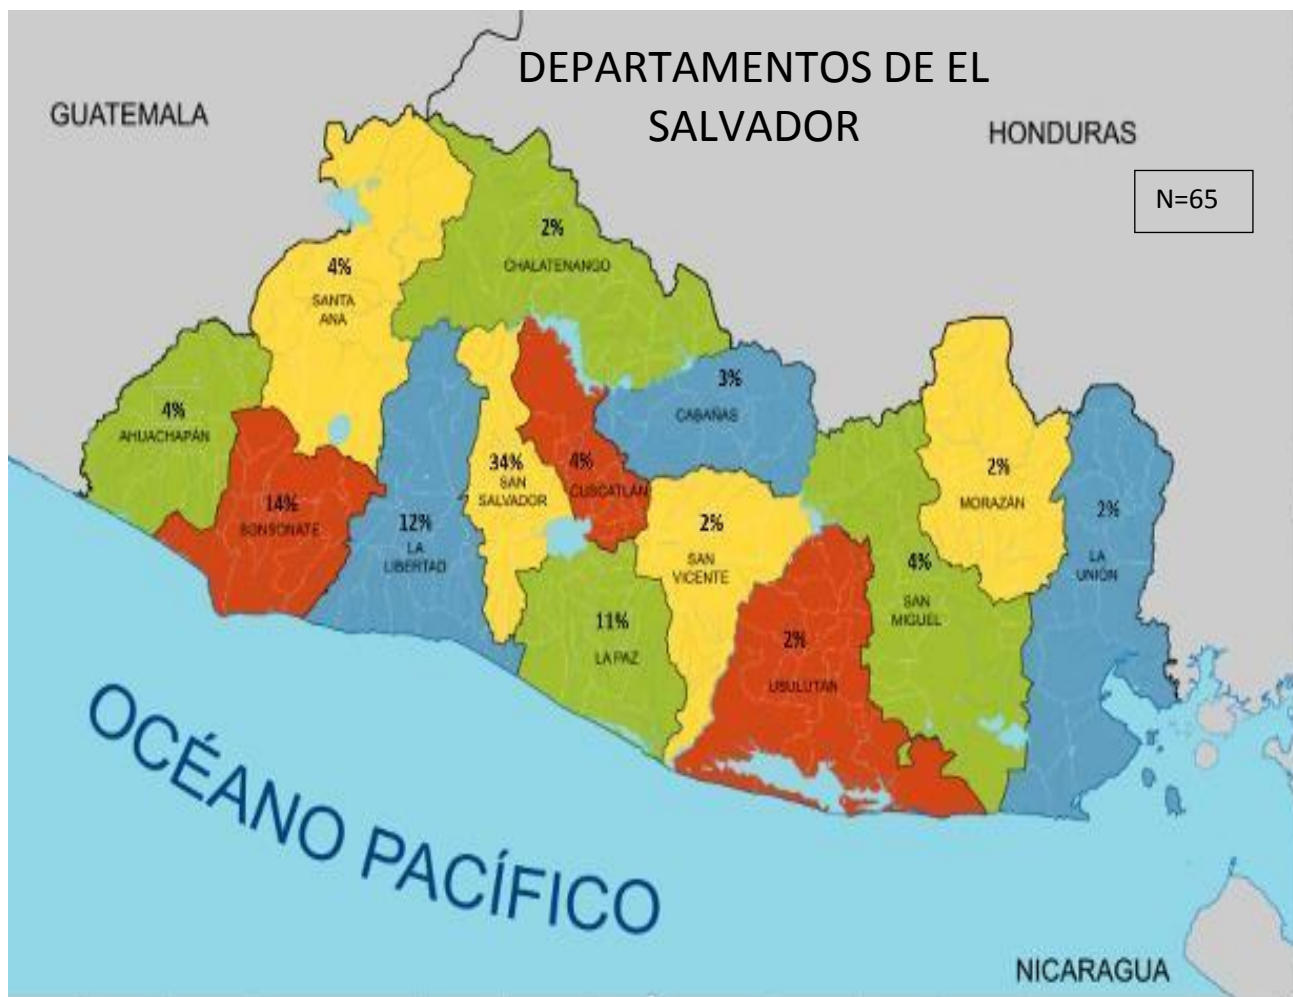 DEPARTAMENTOS DE EL
SALVADOR
GUATEMALA
HONDURAS
N=65
2%
CHALATENANGO
4%
SANTA
ANA
4%
AHUACHAPÁN
3%
CABAÑAS
14%
SONSONATE
12%
LA
LIBERTAD
34%
SAN
SALVADOR
4%
CUSCATLÁN
2%
SAN
VICENTE
2%
MORAZÁN
2%
LA
UNIÓN
4%
SAN
MIGUEL
11%
LA PAZ
2%
USULUTÁN
OCÉANO PACÍFICO
NICARAGUA